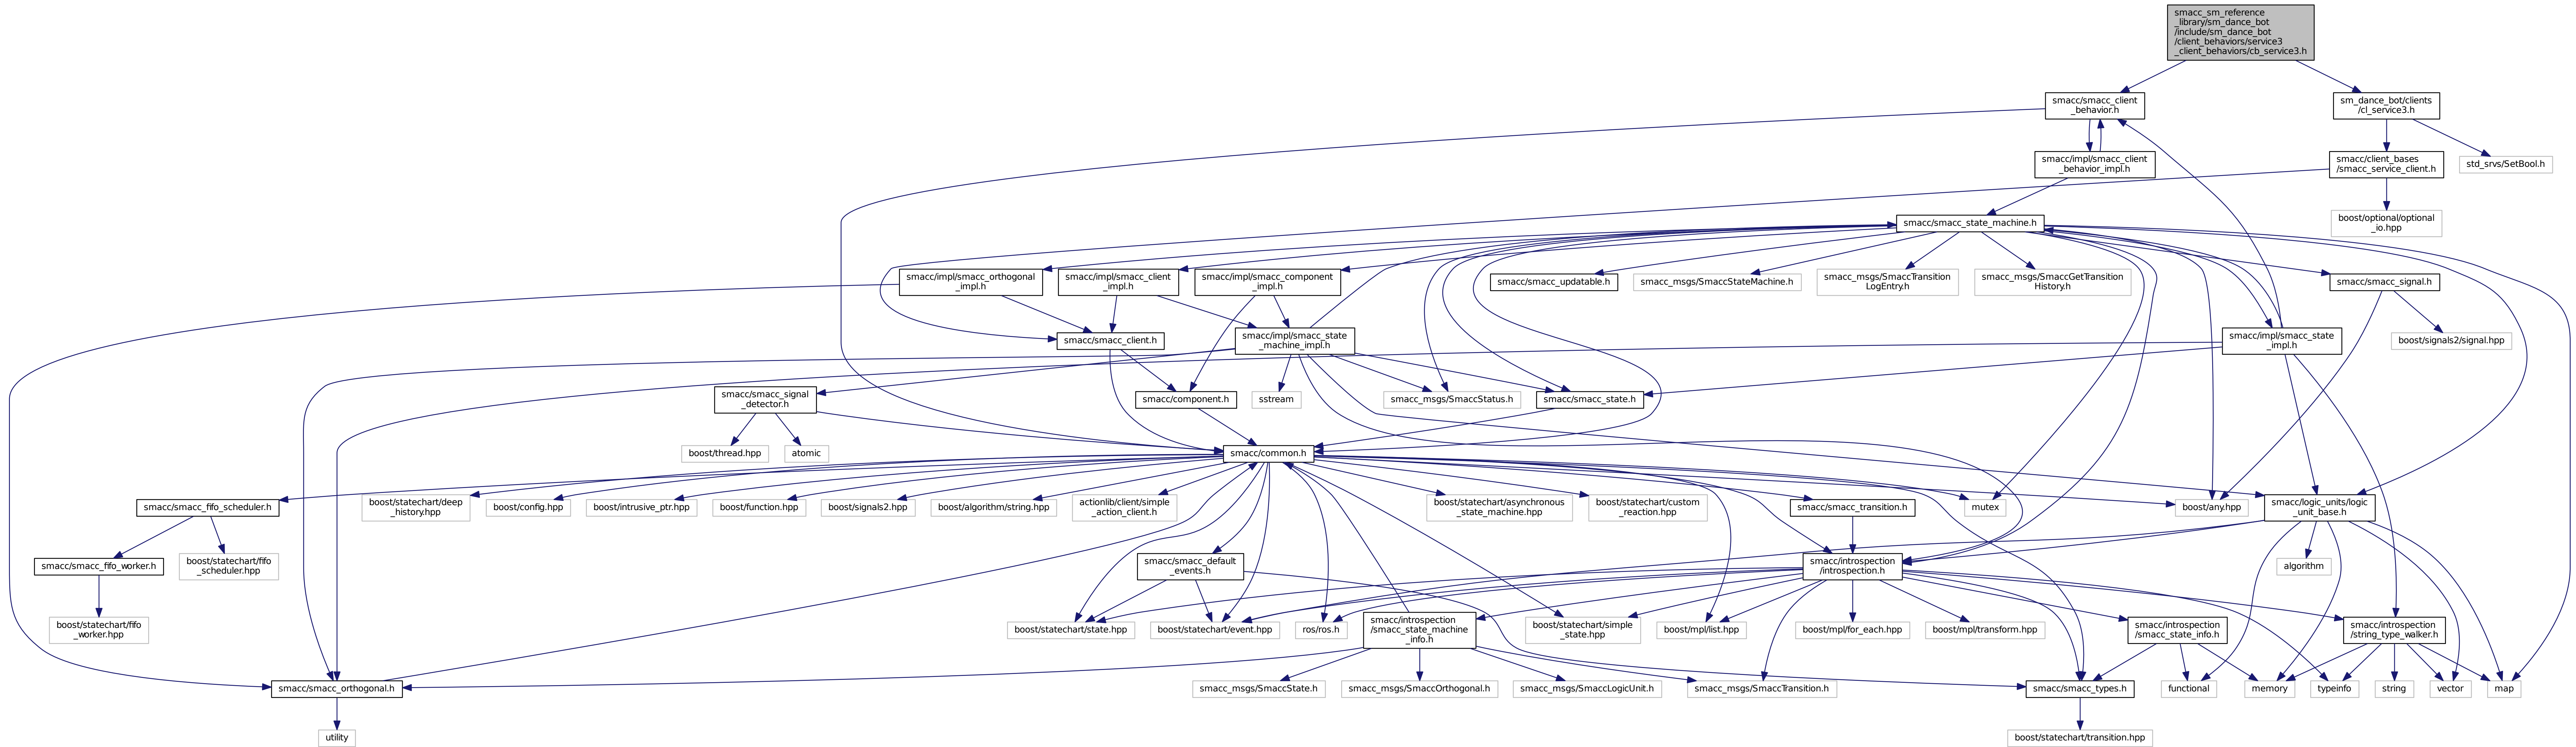 smacc_sm_reference
_library/sm_dance_bot
/include/sm_dance_bot
/client_behaviors/service3
_client_behaviors/cb_service3.h
smacc/smacc_client
_behavior.h
sm_dance_bot/clients
/cl_service3.h
smacc/impl/smacc_client
_behavior_impl.h
smacc/client_bases
/smacc_service_client.h
std_srvs/SetBool.h
smacc/smacc_state_machine.h
boost/optional/optional
_io.hpp
smacc/impl/smacc_orthogonal
_impl.h
smacc/impl/smacc_client
_impl.h
smacc/impl/smacc_component
_impl.h
smacc/smacc_updatable.h
smacc_msgs/SmaccStateMachine.h
smacc_msgs/SmaccTransition
LogEntry.h
smacc_msgs/SmaccGetTransition
History.h
smacc/smacc_signal.h
smacc/smacc_client.h
smacc/impl/smacc_state
_machine_impl.h
smacc/impl/smacc_state
_impl.h
boost/signals2/signal.hpp
smacc/smacc_signal
_detector.h
smacc/component.h
sstream
smacc_msgs/SmaccStatus.h
smacc/smacc_state.h
boost/thread.hpp
atomic
smacc/common.h
smacc/smacc_fifo_scheduler.h
boost/statechart/deep
_history.hpp
boost/config.hpp
boost/intrusive_ptr.hpp
boost/function.hpp
boost/signals2.hpp
boost/algorithm/string.hpp
actionlib/client/simple
_action_client.h
boost/statechart/asynchronous
_state_machine.hpp
boost/statechart/custom
_reaction.hpp
smacc/smacc_transition.h
mutex
boost/any.hpp
smacc/logic_units/logic
_unit_base.h
smacc/smacc_fifo_worker.h
boost/statechart/fifo
_scheduler.hpp
smacc/smacc_default
_events.h
smacc/introspection
/introspection.h
algorithm
boost/statechart/fifo
_worker.hpp
boost/statechart/state.hpp
boost/statechart/event.hpp
ros/ros.h
smacc/introspection
/smacc_state_machine
_info.h
boost/statechart/simple
_state.hpp
boost/mpl/list.hpp
boost/mpl/for_each.hpp
boost/mpl/transform.hpp
smacc/introspection
/smacc_state_info.h
smacc/introspection
/string_type_walker.h
smacc/smacc_orthogonal.h
smacc_msgs/SmaccState.h
smacc_msgs/SmaccOrthogonal.h
smacc_msgs/SmaccLogicUnit.h
smacc_msgs/SmaccTransition.h
smacc/smacc_types.h
functional
memory
typeinfo
string
vector
map
utility
boost/statechart/transition.hpp